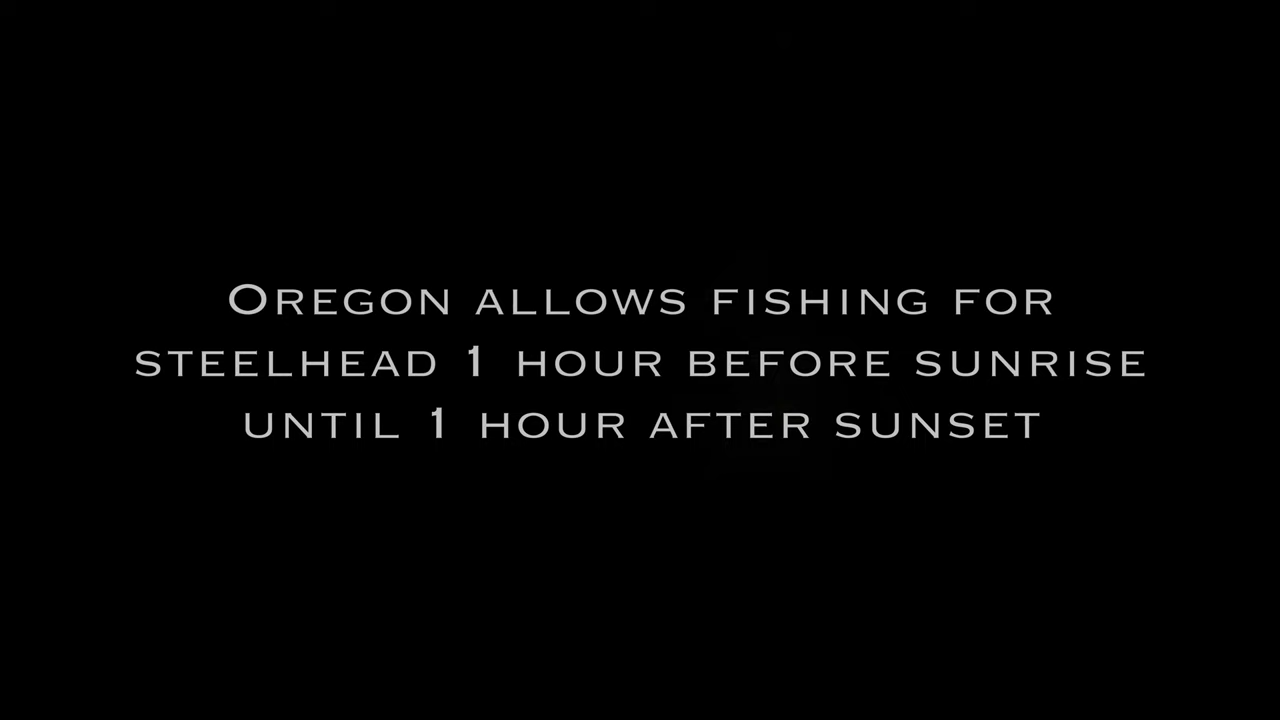 Oregon allows fishing for
steelhead 1 hour before sunrise
until 1 hour after sunset